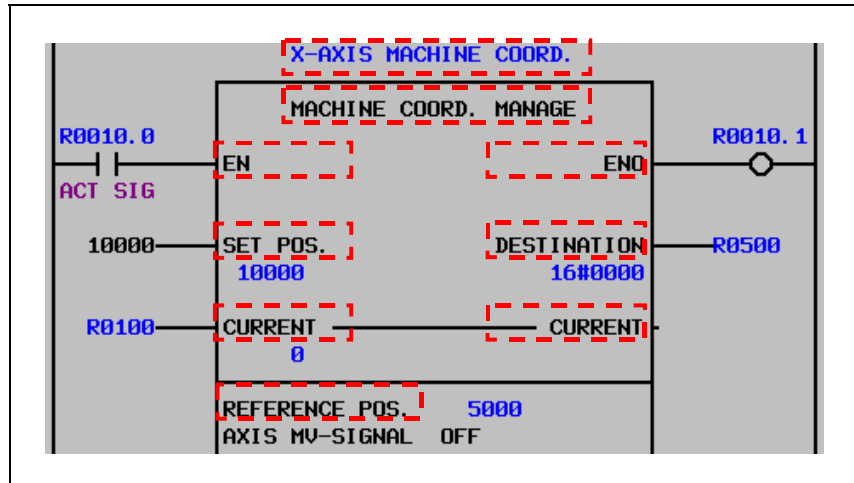 X-AXIS MACHINE COORD.
MACHINE COORD. MANAGE
R0010.0 R0010.1
EN ENO
ACT SIG
10000 SET POS. DESTINATION R0500
10000 16#0000
R0100 CURRENT CURRENT
0
REFERENCE POS. 5000
AXIS MV-SIGNAL OFF